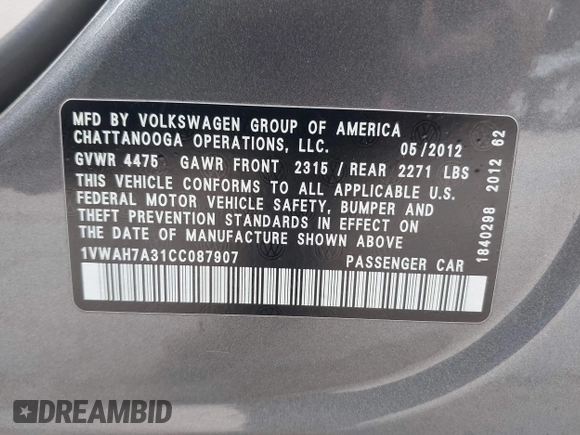 MFD BY VOLKSWAGEN GROUP OF AMERICA
CHATTANOOGA OPERATIONS, LLC. 05/2012
GVWR 4475 GAWR FRONT 2315 / REAR 2271 LBS
THIS VEHICLE CONFORMS TO ALL APPLICABLE U.S.
FEDERAL MOTOR VEHICLE SAFETY, BUMPER AND
THEFT PREVENTION STANDARDS IN EFFECT ON
THE DATE OF MANUFACTURE SHOWN ABOVE
1VWAH7A31CC087907 PASSENGER CAR
1840298 2012 62
DREAMBID